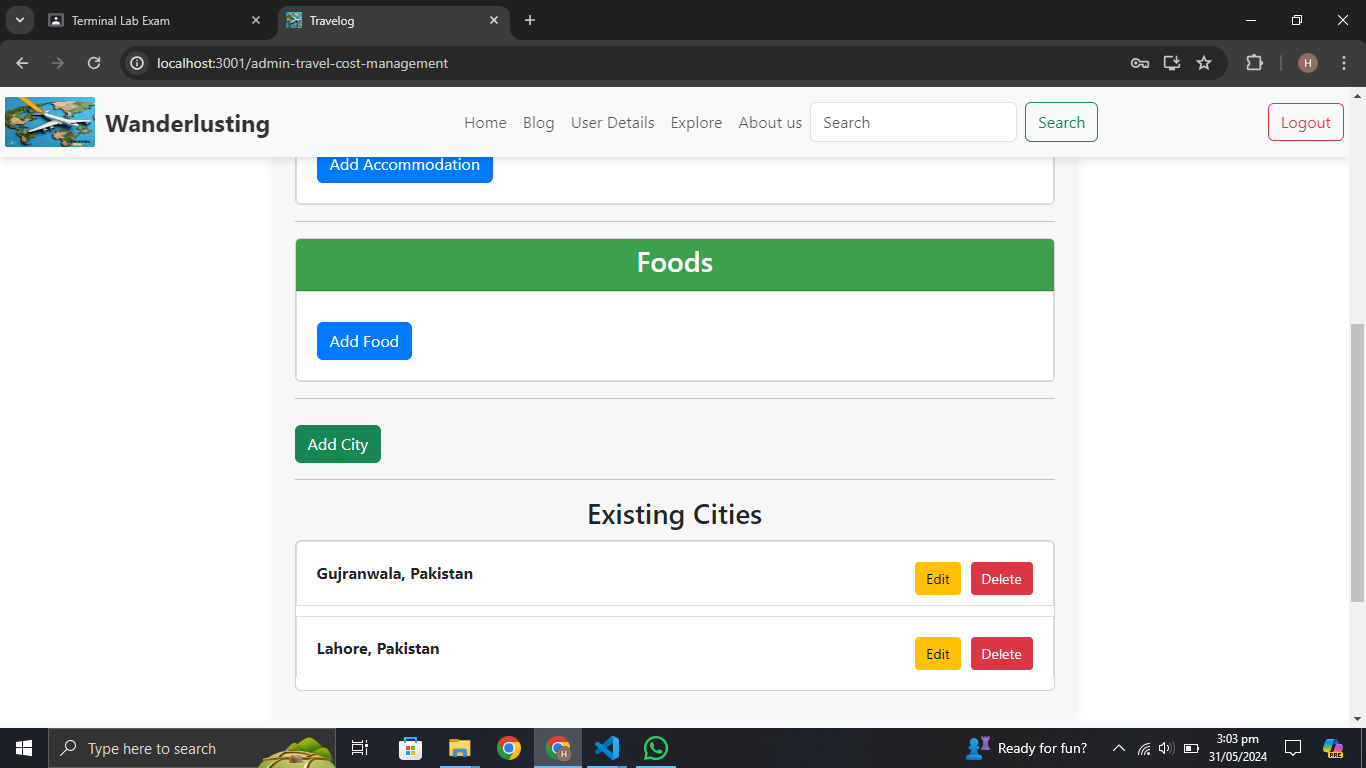 Terminal Lab Exam
Travelog
localhost:3001/admin-travel-cost-management
H
Wanderlusting
Home Blog User Details Explore About us Search Search Logout
Add Accommodation
Foods
Add Food
Add City
Existing Cities
Gujranwala, Pakistan Edit Delete
Lahore, Pakistan Edit Delete
Type here to search
H
Ready for fun?
3:03 pm
31/05/2024
PRE